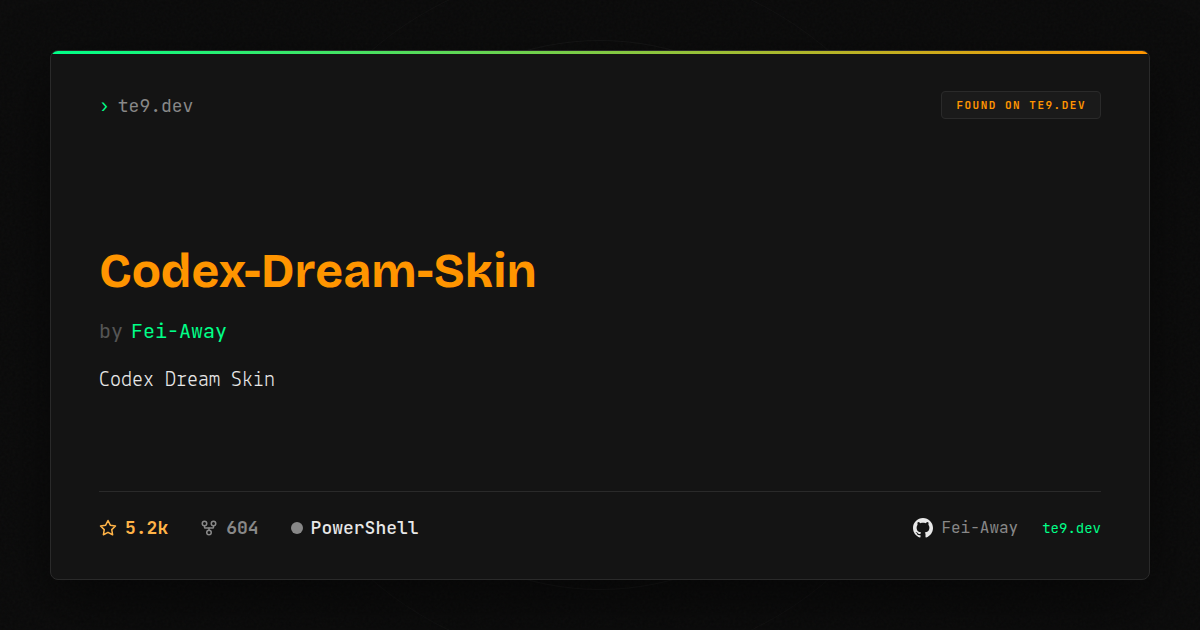 › te9.dev
FOUND ON TE9.DEV
Codex-Dream-Skin
by Fei-Away
Codex Dream Skin
5.2k 604 PowerShell
Fei-Away te9.dev